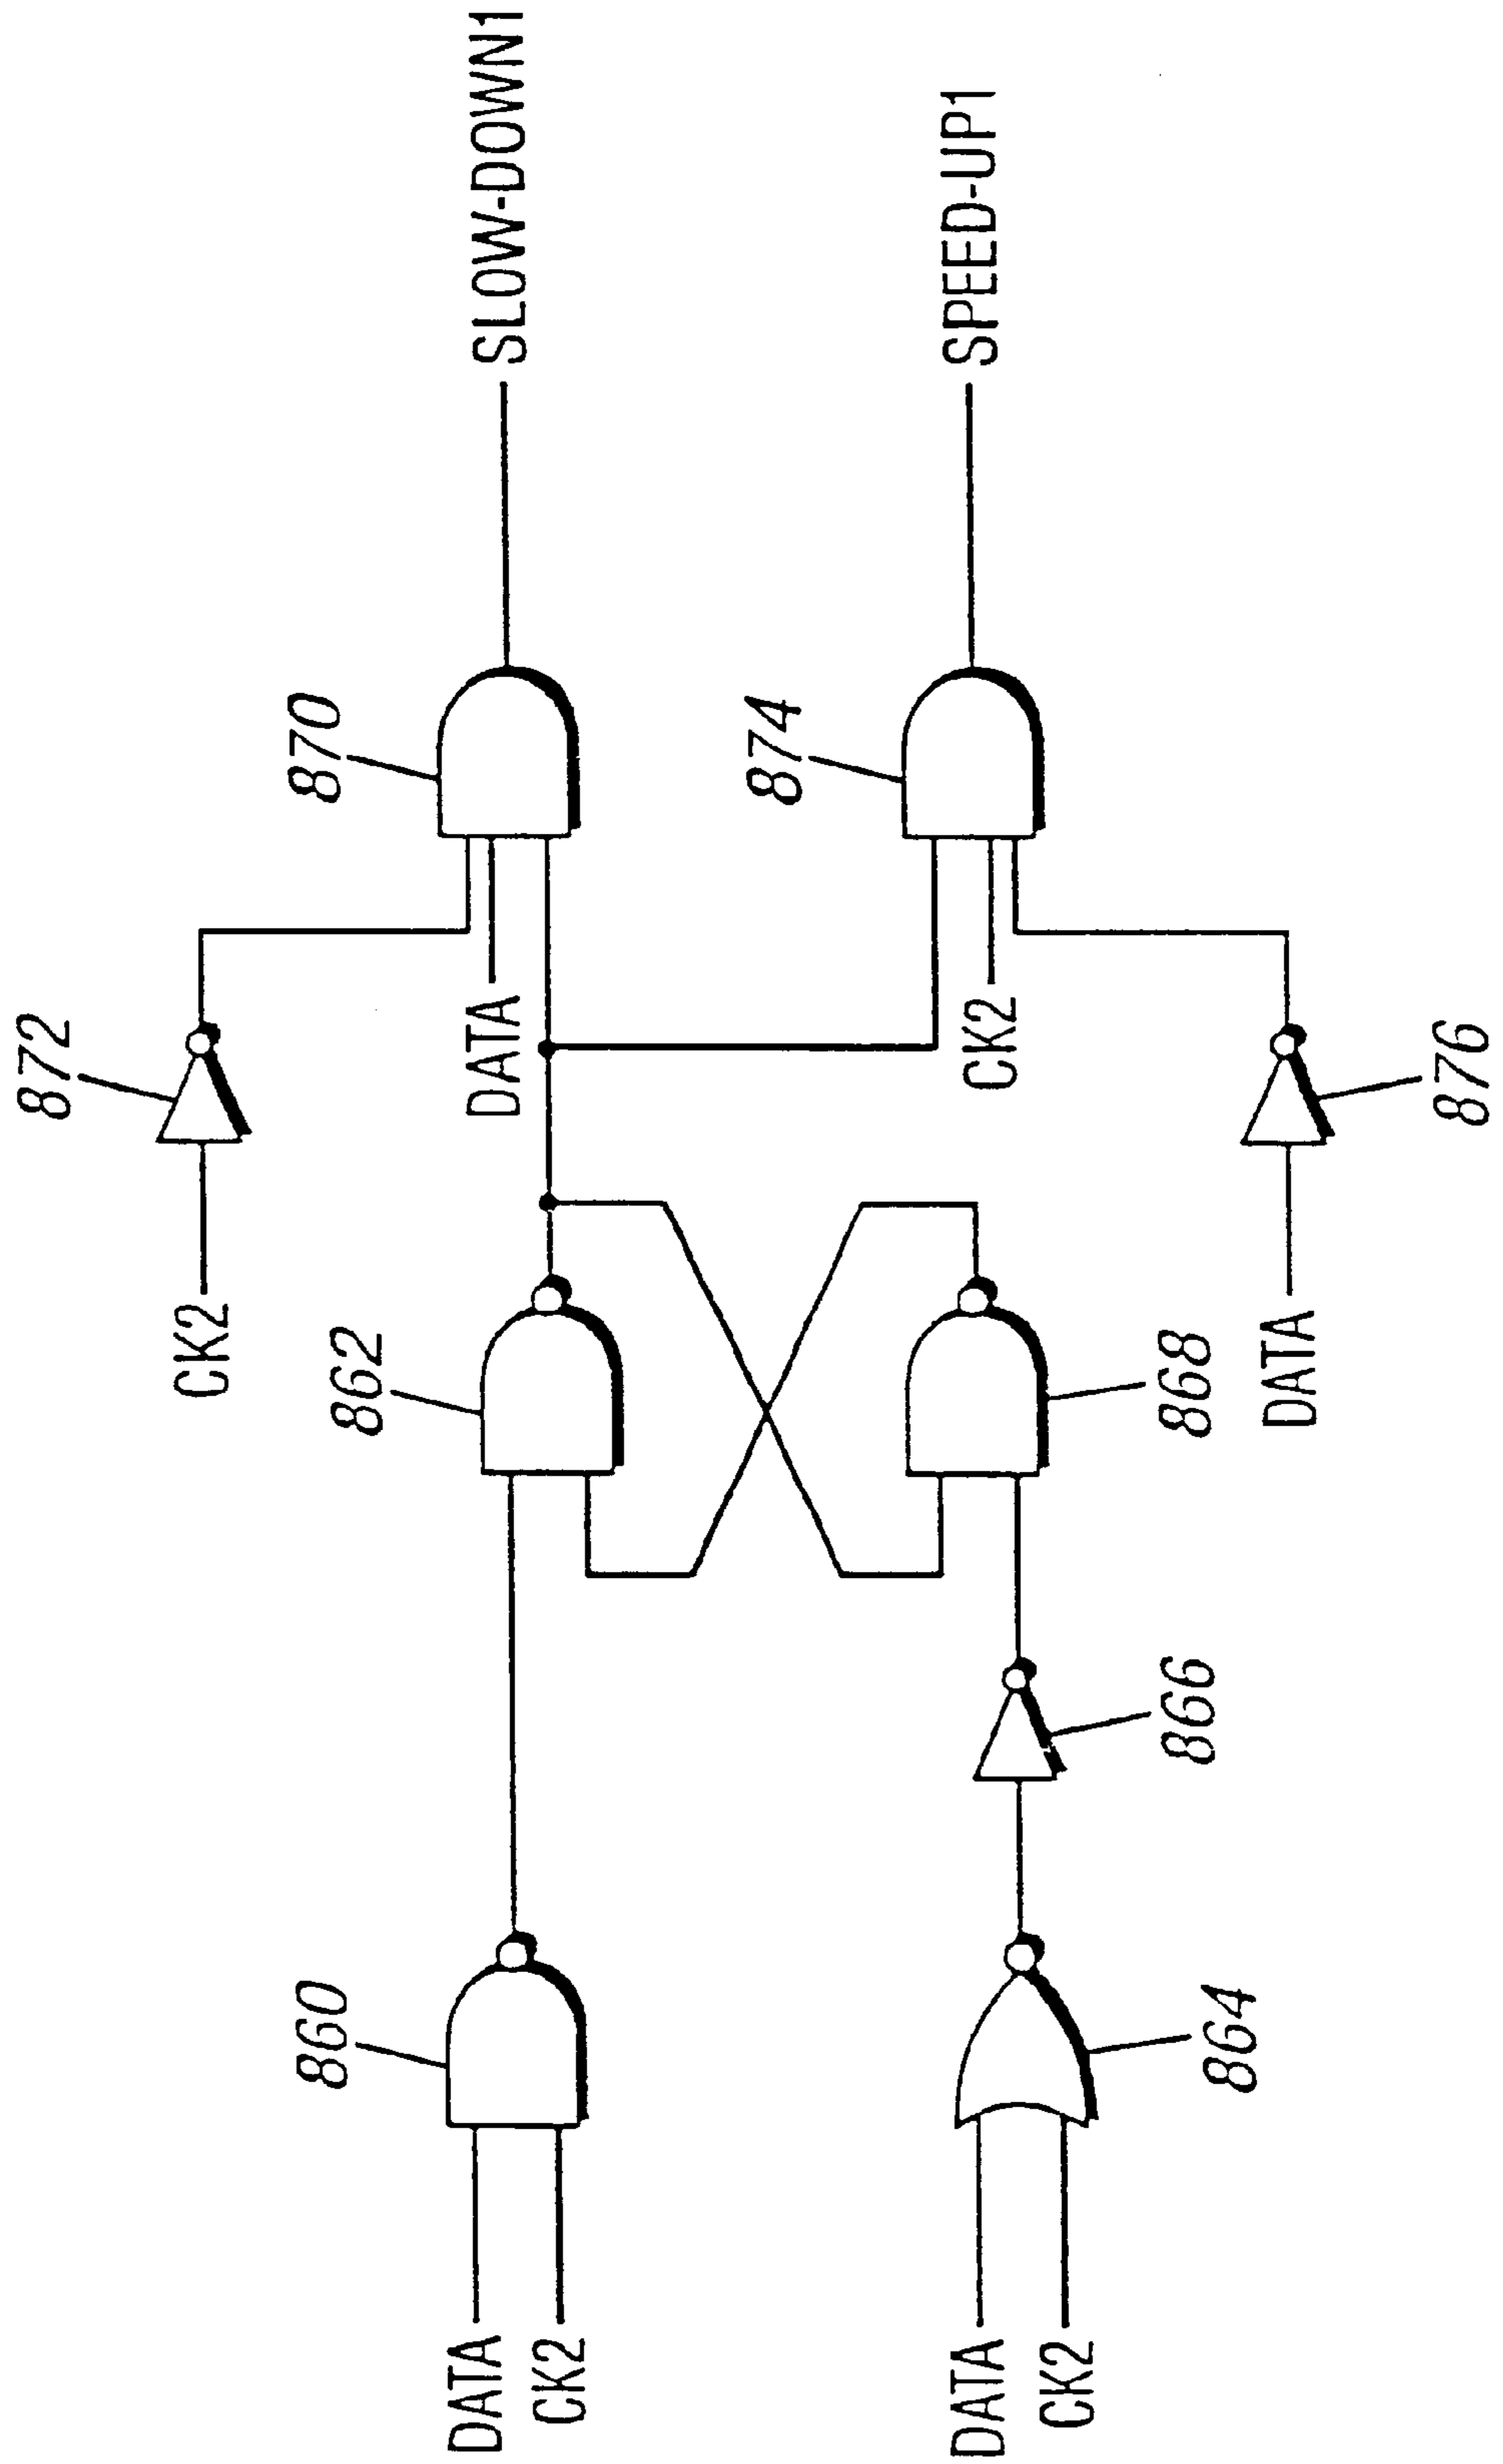 DATA
CK2
860
DATA
CK2
864
866
862
868
CK2
872
DATA
CK2
DATA
876
870
874
SLOW-DOWN1
SPEED-UP1